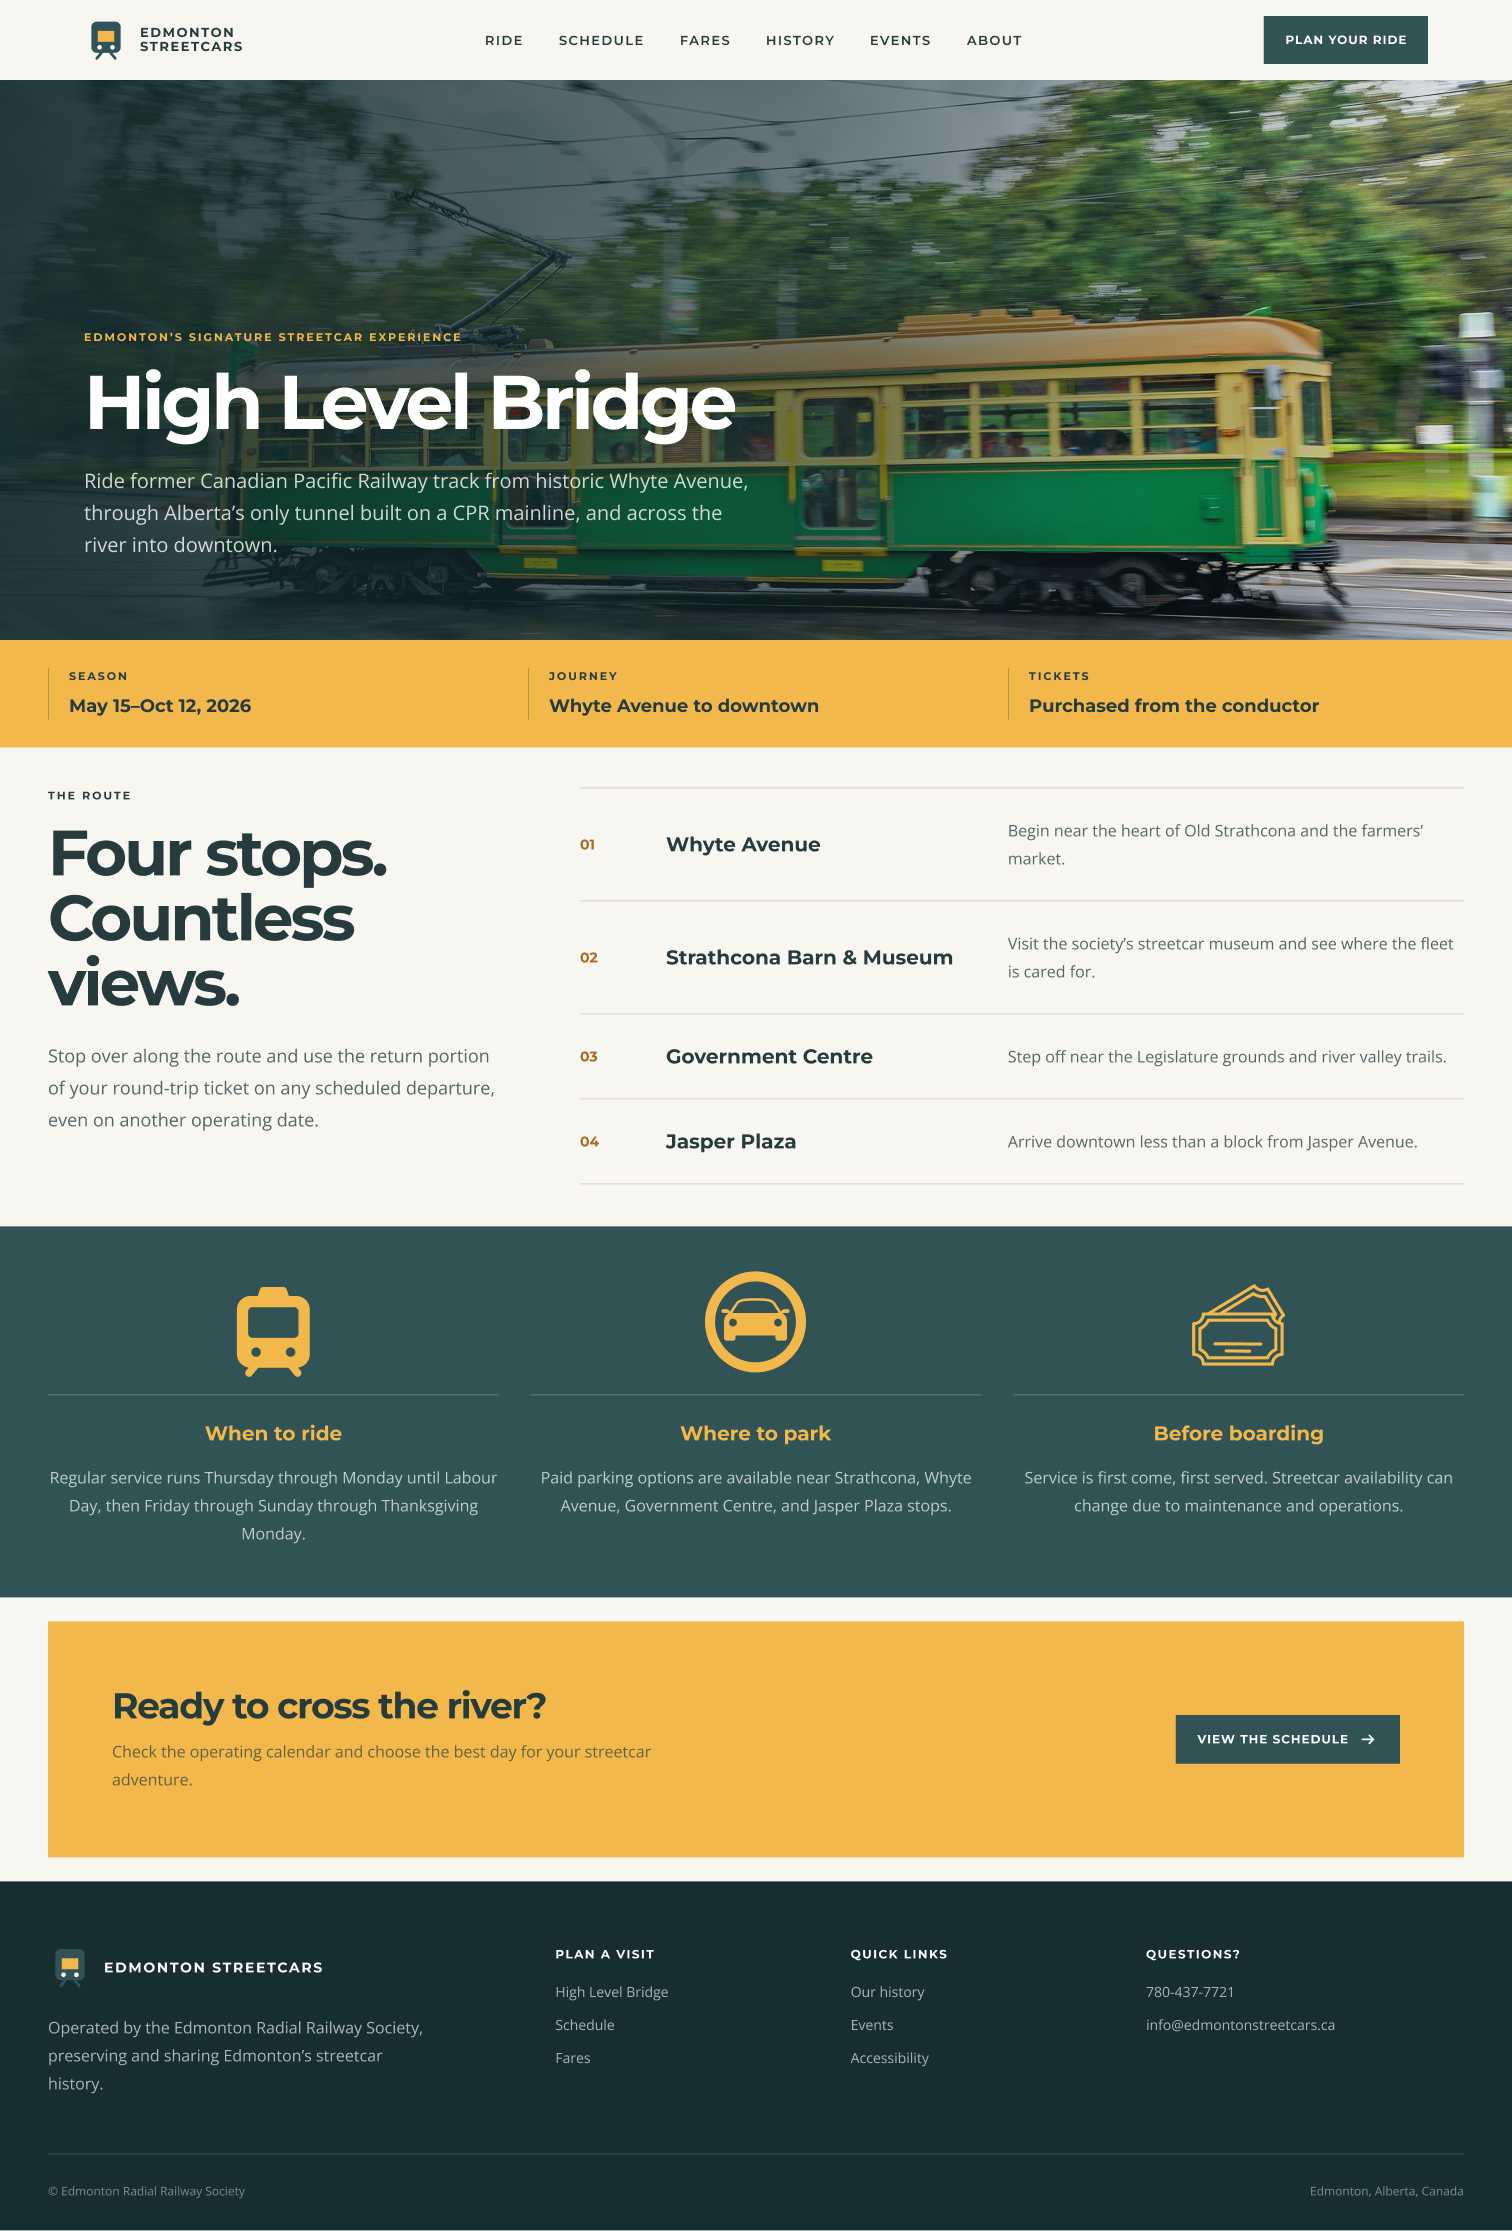 EDMONTON
STREETCARS
RIDE
SCHEDULE
FARES
HISTORY
EVENTS
ABOUT
PLAN YOUR RIDE
EDMONTON’S SIGNATURE STREETCAR EXPERIENCE
High Level Bridge
Ride former Canadian Pacific Railway track from historic Whyte Avenue,
through Alberta’s only tunnel built on a CPR mainline, and across the
river into downtown.
SEASON
May 15–Oct 12, 2026
JOURNEY
Whyte Avenue to downtown
TICKETS
Purchased from the conductor
THE ROUTE
Four stops.
Countless
views.
Stop over along the route and use the return portion
of your round-trip ticket on any scheduled departure,
even on another operating date.
01
Whyte Avenue
Begin near the heart of Old Strathcona and the farmers’
market.
02
Strathcona Barn & Museum
Visit the society’s streetcar museum and see where the fleet
is cared for.
03
Government Centre
Step off near the Legislature grounds and river valley trails.
04
Jasper Plaza
Arrive downtown less than a block from Jasper Avenue.
When to ride
Regular service runs Thursday through Monday until Labour
Day, then Friday through Sunday through Thanksgiving
Monday.
Where to park
Paid parking options are available near Strathcona, Whyte
Avenue, Government Centre, and Jasper Plaza stops.
Before boarding
Service is first come, first served. Streetcar availability can
change due to maintenance and operations.
Ready to cross the river?
Check the operating calendar and choose the best day for your streetcar
adventure.
VIEW THE SCHEDULE →
EDMONTON STREETCARS
Operated by the Edmonton Radial Railway Society,
preserving and sharing Edmonton’s streetcar
history.
PLAN A VISIT
High Level Bridge
Schedule
Fares
QUICK LINKS
Our history
Events
Accessibility
QUESTIONS?
780-437-7721
info@edmontonstreetcars.ca
© Edmonton Radial Railway Society
Edmonton, Alberta, Canada